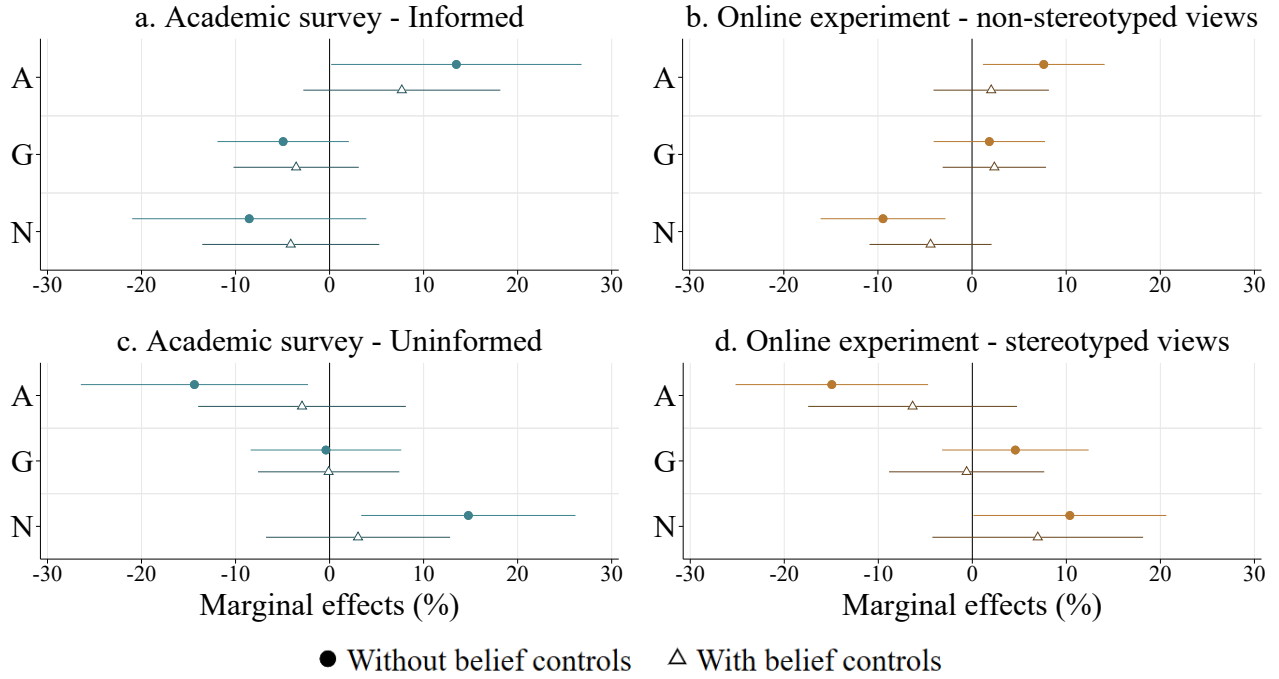 a. Academic survey - Informed
A
G
N
-30 -20 -10 0 10 20 30
b. Online experiment - non-stereotyped views
A
G
N
-30 -20 -10 0 10 20 30
c. Academic survey - Uninformed
A
G
N
-30 -20 -10 0 10 20 30
Marginal effects (%)
d. Online experiment - stereotyped views
A
G
N
-30 -20 -10 0 10 20 30
Marginal effects (%)
Without belief controls With belief controls